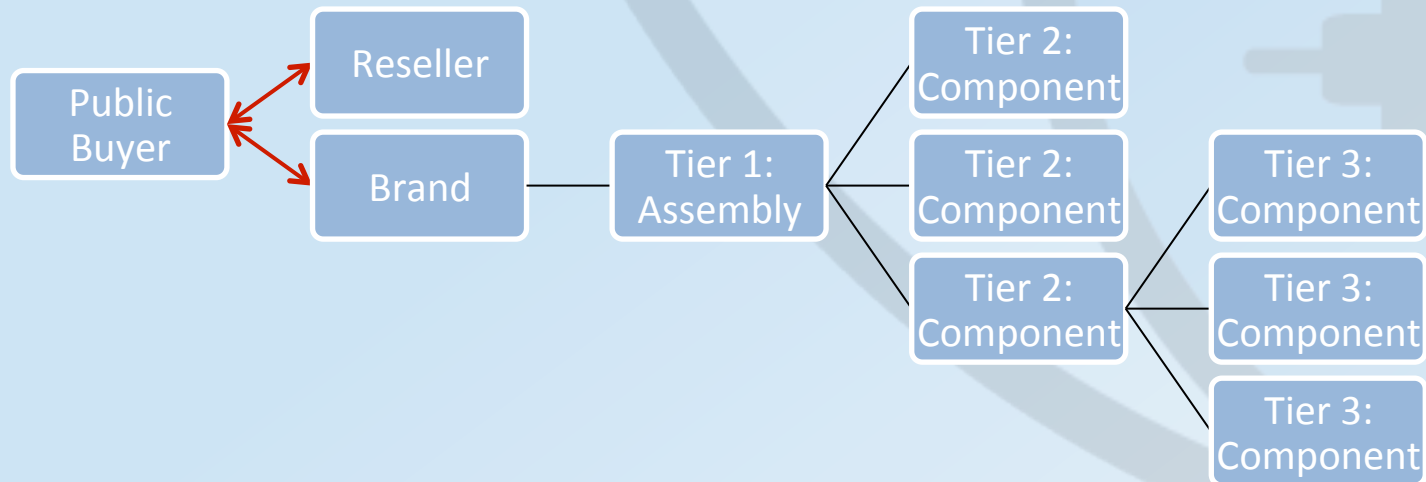 Public
Buyer
Reseller
Brand
Tier 1:
Assembly
Tier 2:
Component
Tier 2:
Component
Tier 2:
Component
Tier 3:
Component
Tier 3:
Component
Tier 3:
Component